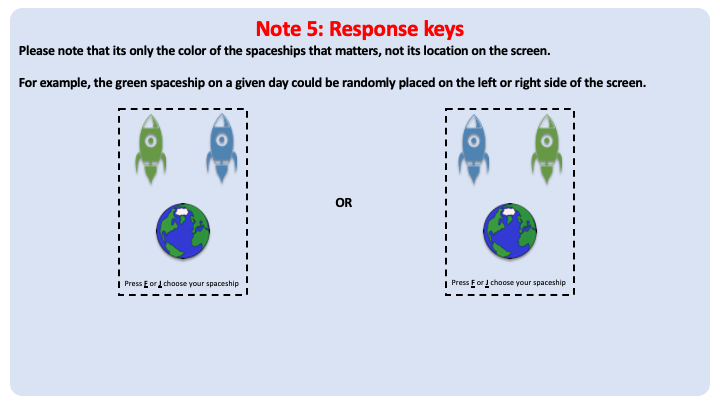 Note 5: Response keys
Please note that its only the color of the spaceships that matters, not its location on the screen.
For example, the green spaceship on a given day could be randomly placed on the left or right side of the screen.
OR
Press F or J choose your spaceship
Press F or J choose your spaceship